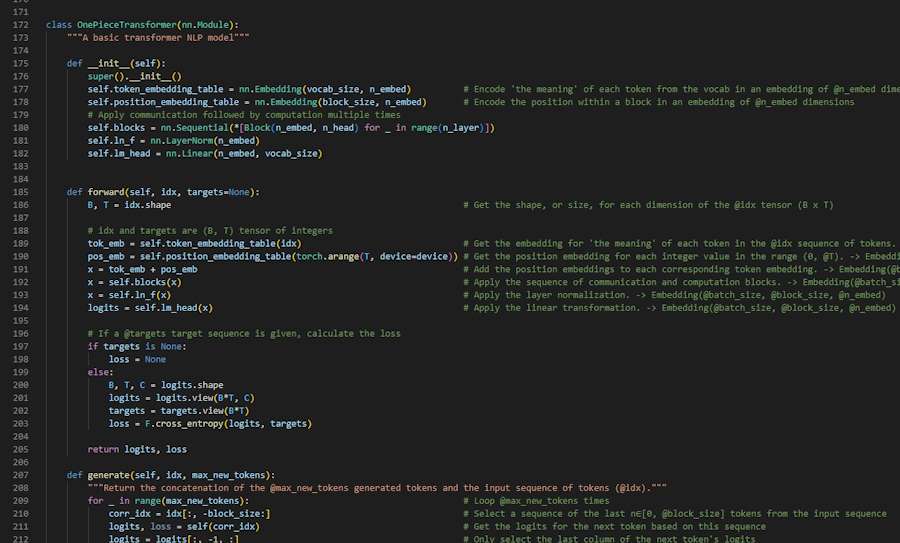 171
172 class OnePieceTransformer(nn.Module):
173 """A basic transformer NLP model"""
174
175 def __init__(self):
176 super().__init__()
177 self.token_embedding_table = nn.Embedding(vocab_size, n_embed) # Encode 'the meaning' of each token from the vocab in an embedding of @n_embed dime
178 self.position_embedding_table = nn.Embedding(block_size, n_embed) # Encode the position within a block in an embedding of @n_embed dimensions
179 # Apply communication followed by computation multiple times
180 self.blocks = nn.Sequential(*[Block(n_embed, n_head) for _ in range(n_layer)])
181 self.ln_f = nn.LayerNorm(n_embed)
182 self.lm_head = nn.Linear(n_embed, vocab_size)
183
184
185 def forward(self, idx, targets=None):
186 B, T = idx.shape # Get the shape, or size, for each dimension of the @idx tensor (B x T)
187
188 # idx and targets are (B, T) tensor of integers
189 tok_emb = self.token_embedding_table(idx) # Get the embedding for 'the meaning' of each token in the @idx sequence of tokens.
190 pos_emb = self.position_embedding_table(torch.arange(T, device=device)) # Get the position embedding for each integer value in the range (0, @T). -> Embeddi
191 x = tok_emb + pos_emb # Add the position embeddings to each corresponding token embedding. -> Embedding(@b
192 x = self.blocks(x) # Apply the sequence of communication and computation blocks. -> Embedding(@batch_si
193 x = self.ln_f(x) # Apply the layer normalization. -> Embedding(@batch_size, @block_size, @n_embed)
194 logits = self.lm_head(x) # Apply the linear transformation. -> Embedding(@batch_size, @block_size, @n_embed)
195
196 # If a @targets target sequence is given, calculate the loss
197 if targets is None:
198 loss = None
199 else:
200 B, T, C = logits.shape
201 logits = logits.view(B*T, C)
202 targets = targets.view(B*T)
203 loss = F.cross_entropy(logits, targets)
204
205 return logits, loss
206
207 def generate(self, idx, max_new_tokens):
208 """Return the concatenation of the @max_new_tokens generated tokens and the input sequence of tokens (@idx)."""
209 for _ in range(max_new_tokens): # Loop @max_new_tokens times
210 corr_idx = idx[:, -block_size:] # Select a sequence of the last n∈[0, @block_size] tokens from the input sequence
211 logits, loss = self(corr_idx) # Get the logits for the next token based on this sequence
212 logits = logits[:, -1, :] # Only select the last column of the next token's logits